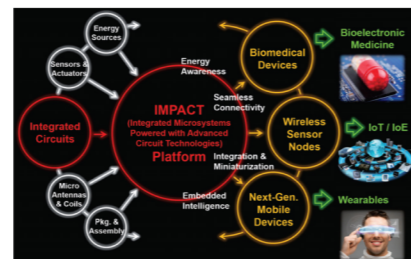 Energy
Sources
Sensors &
Actuators
Integrated
Circuits
Micro
Antennas
& Coils
Pkg. &
Assembly
IMPACT
(Integrated Microsystems
Powered with Advanced
Circuit Technologies)
Platform
Energy
Awareness
Seamless
Connectivity
Integration &
Miniaturization
Embedded
Intelligence
Biomedical
Devices
Wireless
Sensor
Nodes
Next-Gen.
Mobile
Devices
Bioelectronic
Medicine
IoT / IoE
Wearables